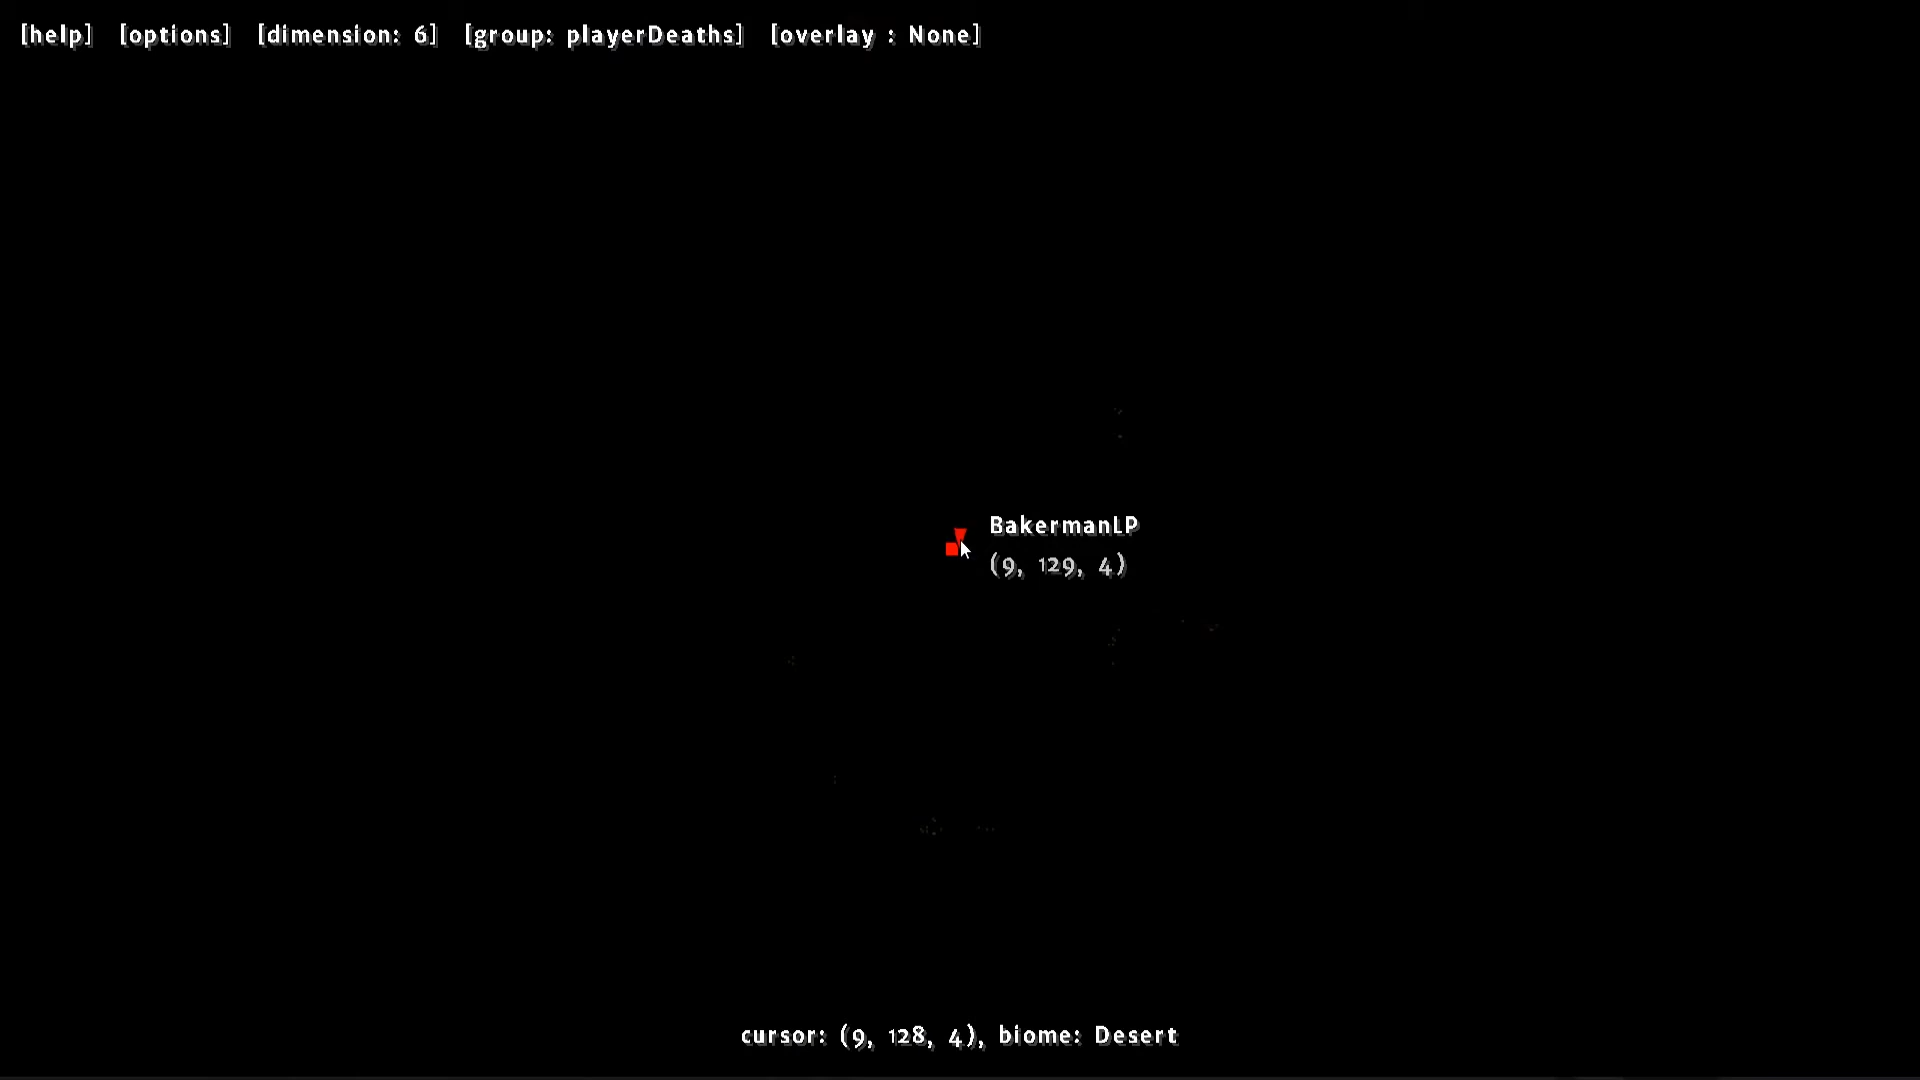 [help] [options] [dimension: 6] [group: playerDeaths] [overlay : None]
BakermanLP
(9, 129, 4)
cursor: (9, 128, 4), biome: Desert